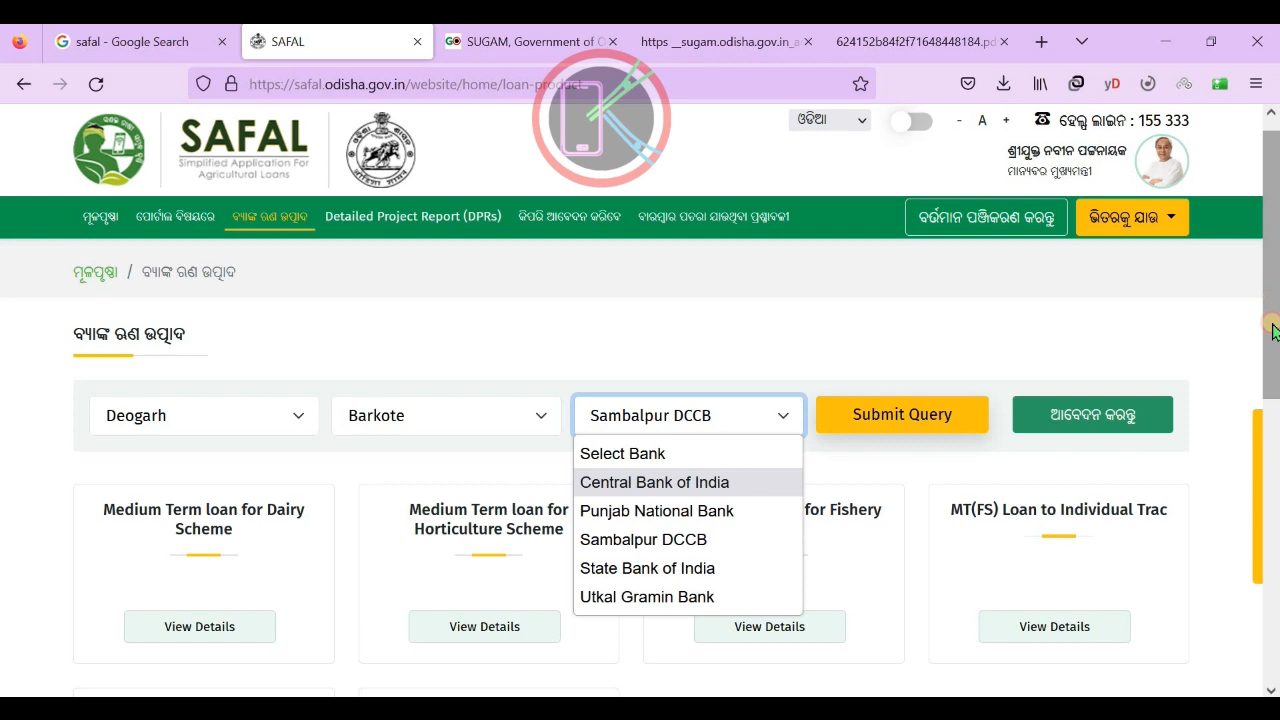 safal - Google Search
SAFAL
SUGAM, Government of O
https __sugam.odisha.gov.in_a
624152b84f2f71648448184.pd
https://safal.odisha.gov.in/website/home/loan-product
yD
SAFAL
Simplified Application For
Agricultural Loans
ଓଡିଆ
- A +
ହେଲ୍ପ ଲାଇନ : 155 333
ଶ୍ରୀଯୁକ୍ତ ନବୀନ ପଟ୍ଟନାୟକ
ମାନ୍ୟବର ମୁଖ୍ୟମନ୍ତ୍ରୀ
ମୂଳପୃଷ୍ଠା ପୋର୍ଟାଲ ବିଷୟରେ ବ୍ୟାଙ୍କ ଋଣ ଉତ୍ପାଦ Detailed Project Report (DPRs) କିପରି ଆବେଦନ କରିବେ ବାରମ୍ବାର ପଚରା ଯାଉଥିବା ପ୍ରଶ୍ନାବଳୀ ବର୍ତ୍ତମାନ ପଞ୍ଜିକରଣ କରନ୍ତୁ ଭିତରକୁ ଯାଉ
ମୂଳପୃଷ୍ଠା / ବ୍ୟାଙ୍କ ଋଣ ଉତ୍ପାଦ
ବ୍ୟାଙ୍କ ଋଣ ଉତ୍ପାଦ
Deogarh Barkote Sambalpur DCCB Submit Query ଆବେଦନ କରନ୍ତୁ
Select Bank
Central Bank of India
Punjab National Bank
Sambalpur DCCB
State Bank of India
Utkal Gramin Bank
Medium Term loan for Dairy
Scheme
View Details
Medium Term loan for
Horticulture Scheme
View Details
for Fishery
View Details
MT(FS) Loan to Individual Trac
View Details